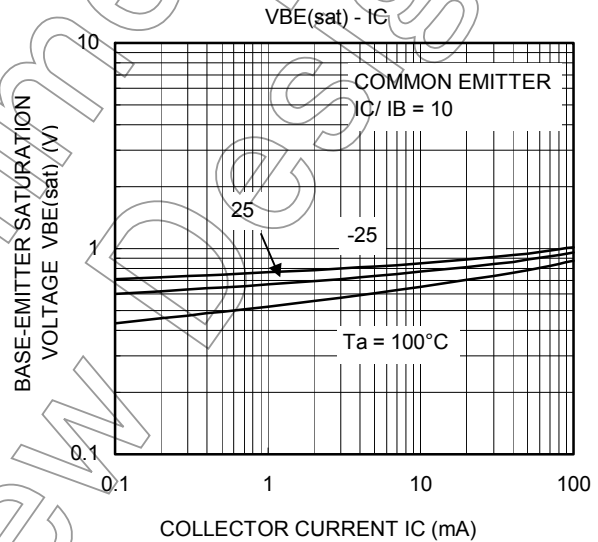 VBE(sat) - IC
10
COMMON EMITTER
IC/ IB = 10
BASE-EMITTER SATURATION
VOLTAGE VBE(sat) (V)
25
-25
1
Ta = 100°C
0.1
0.1
1
10
100
COLLECTOR CURRENT IC (mA)